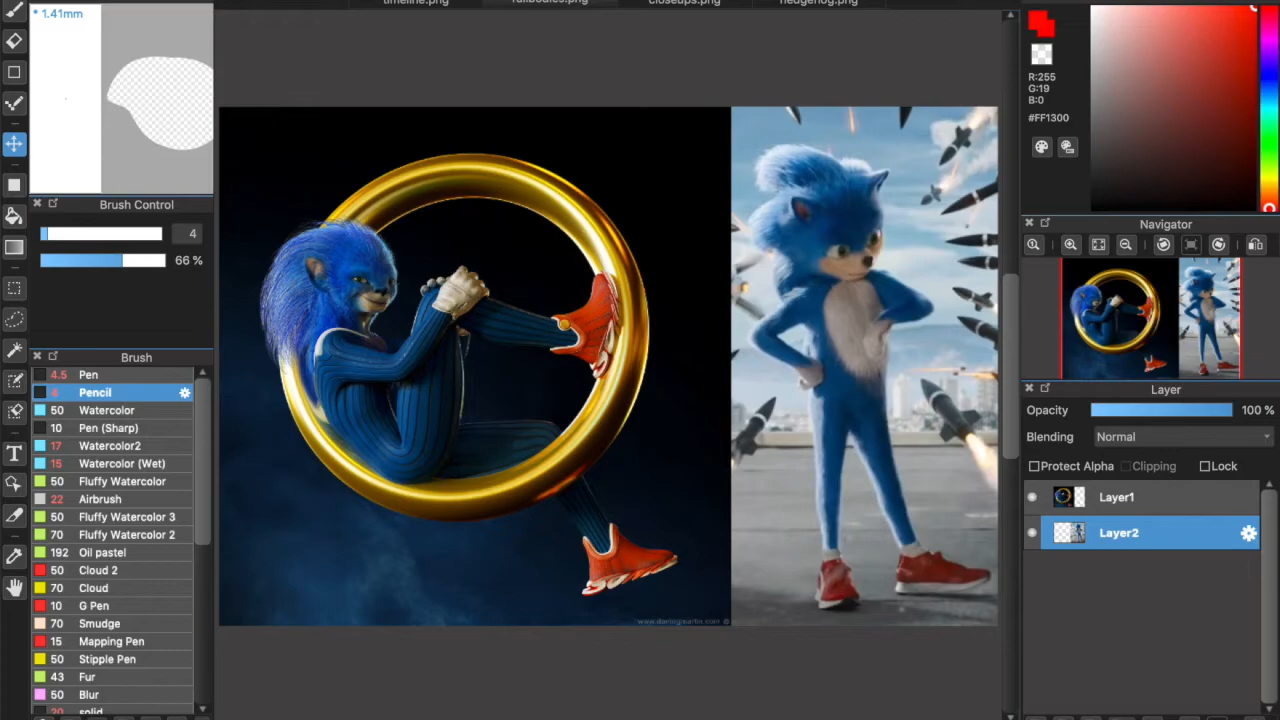 timeline.png
fullbodies.png
closeups.png
hedgehog.png
* 1.41mm
Brush Control
4
66 %
Brush
4.5 Pen
4 Pencil
50 Watercolor
10 Pen (Sharp)
17 Watercolor2
15 Watercolor (Wet)
50 Fluffy Watercolor
22 Airbrush
50 Fluffy Watercolor 3
70 Fluffy Watercolor 2
192 Oil pastel
50 Cloud 2
70 Cloud
10 G Pen
70 Smudge
15 Mapping Pen
50 Stipple Pen
43 Fur
50 Blur
20 solid
R:255
G:19
B:0
#FF1300
Navigator
Layer
Opacity 100 %
Blending Normal
Protect Alpha Clipping Lock
Layer1
Layer2